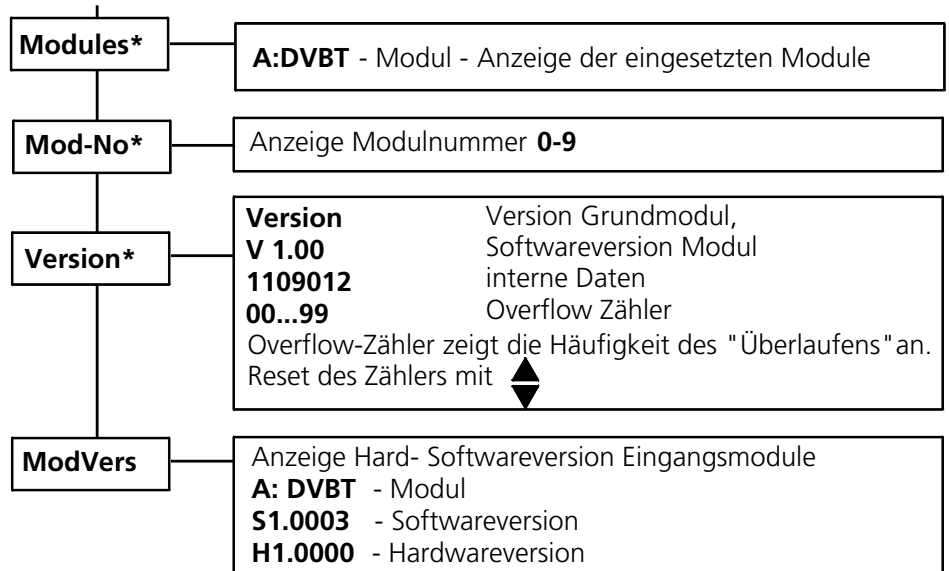 Modules*
A:DVBT - Modul - Anzeige der eingesetzten Module
Mod-No*
Anzeige Modulnummer 0-9
Version*
Version Version Grundmodul,
V 1.00 Softwareversion Modul
1109012 interne Daten
00...99 Overflow Zähler
Overflow-Zähler zeigt die Häufigkeit des "Überlaufens"an.
Reset des Zählers mit
ModVers
Anzeige Hard- Softwareversion Eingangsmodule
A: DVBT - Modul
S1.0003 - Softwareversion
H1.0000 - Hardwareversion